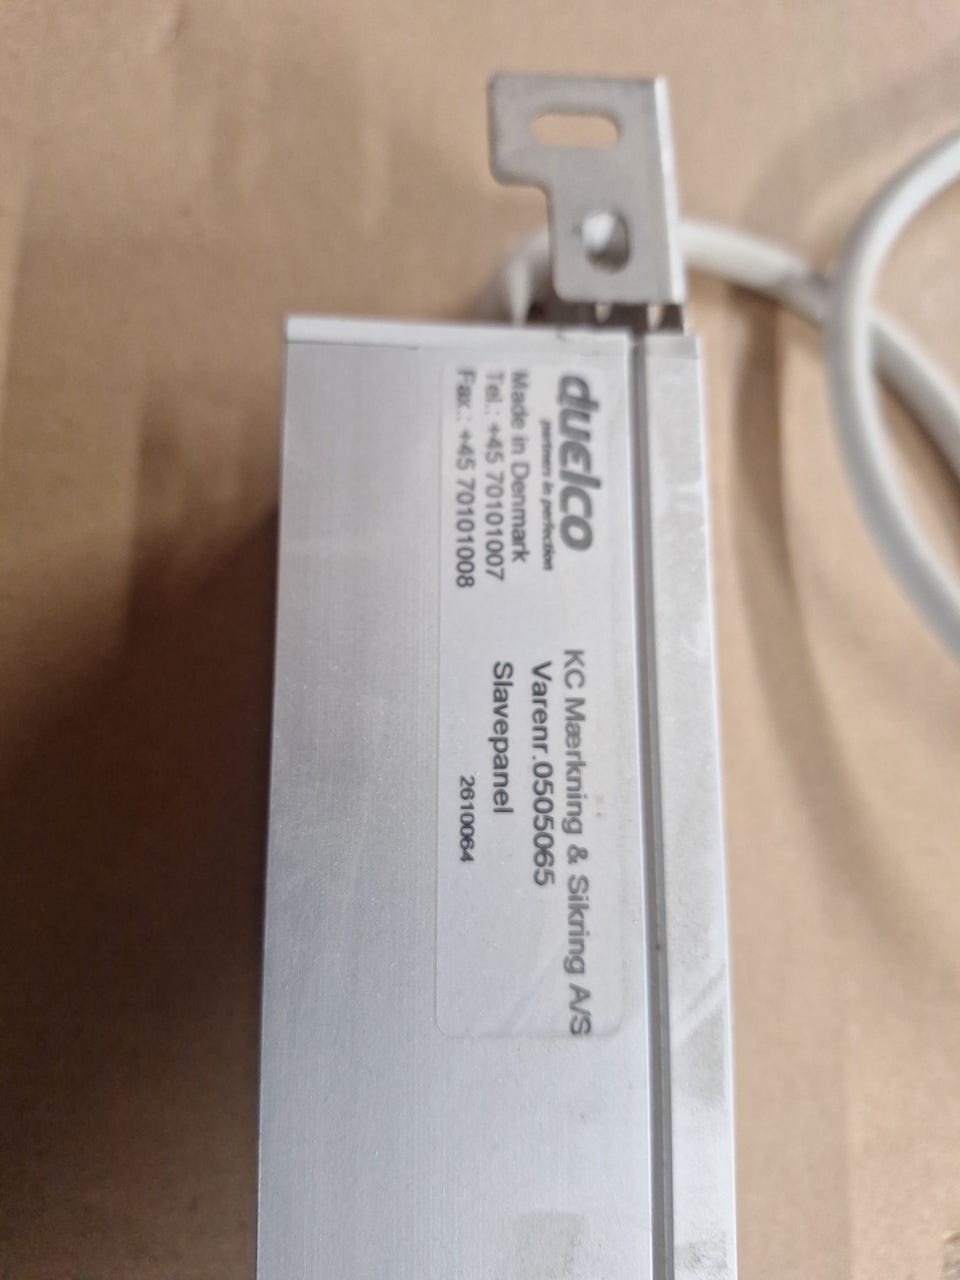 duelco
partners in perfection
Made in Denmark
Tel.: +45 70101007
Fax.: +45 70101008
KC Mærkning & Sikring A/S
Varenr.0505065
Slavepanel
2610064